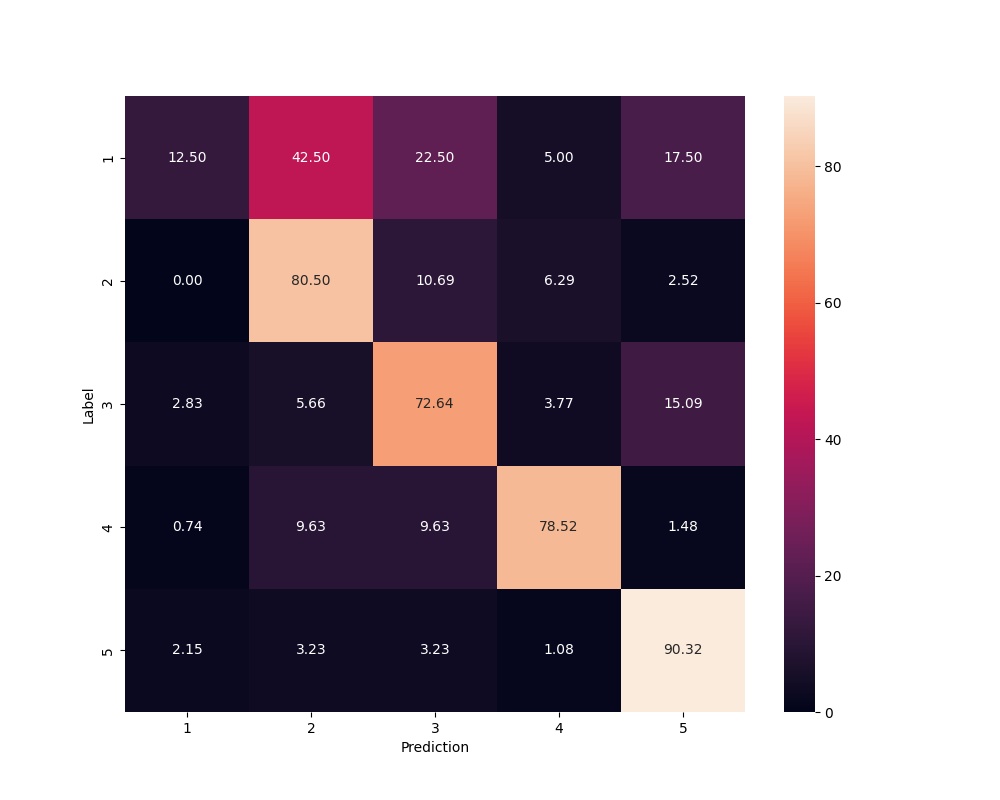 1 12.50 42.50 22.50 5.00 17.50
2 0.00 80.50 10.69 6.29 2.52
3 2.83 5.66 72.64 3.77 15.09
4 0.74 9.63 9.63 78.52 1.48
5 2.15 3.23 3.23 1.08 90.32
1 2 3 4 5
Prediction
Label
80
60
40
20
0